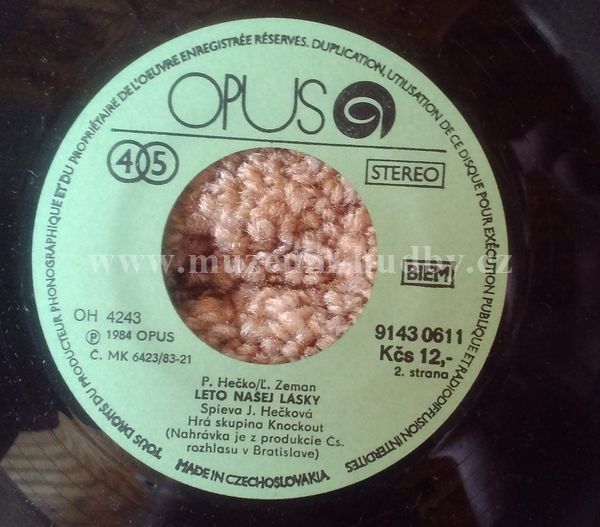 TOUS DROITS DU PRODUCTEUR PHONOGRAPHIQUE ET DU PROPRIÉTAIRE DE L'OEUVRE ENREGISTRÉE RÉSERVES. DUPLICATION, UTILISATION DE CE DISQUE POUR EXÉCUTION PUBLIQUE ET RADIODIFFUSION INTERDITES
OPUS
45
STEREO
www.muzeum-hudby.cz
BIEM
OH 4243
℗ 1984 OPUS
Č. MK 6423/83-21
9143 0611
Kčs 12,-
2. strana
P. Hečko/Ľ. Zeman
LETO NAŠEJ LÁSKY
Spieva J. Hečková
Hrá skupina Knockout
(Nahrávka je z produkcie Čs.
rozhlasu v Bratislave)
MADE IN CZECHOSLOVAKIA